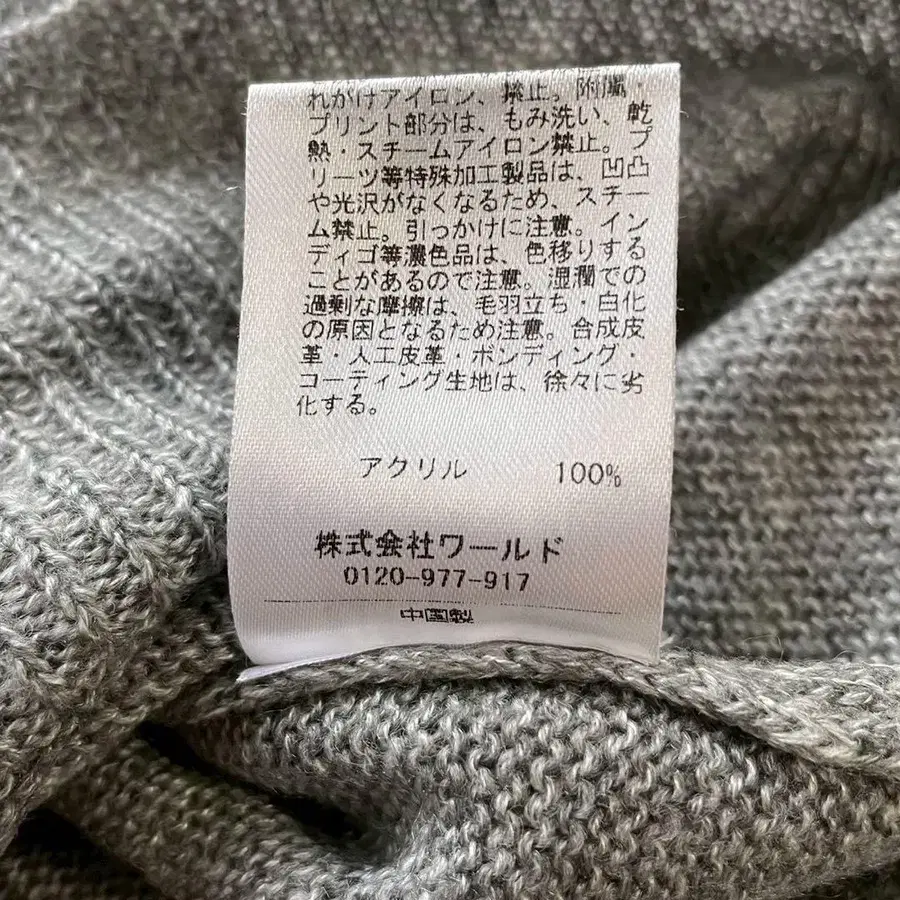 れがけアイロン、禁止。附属・
プリント部分は、もみ洗い、乾
熱・スチームアイロン禁止。プ
リーツ等特殊加工製品は、凹凸
や光沢がなくなるため、スチー
ム禁止。引っかけに注意。イン
ディゴ等濃色品は、色移りする
ことがあるので注意。湿潤での
過剰な摩擦は、毛羽立ち・白化
の原因となるため注意。合成皮
革・人工皮革・ボンディング・
コーティング生地は、徐々に劣
化する。
アクリル 100%
株式会社ワールド
0120-977-917
中国製